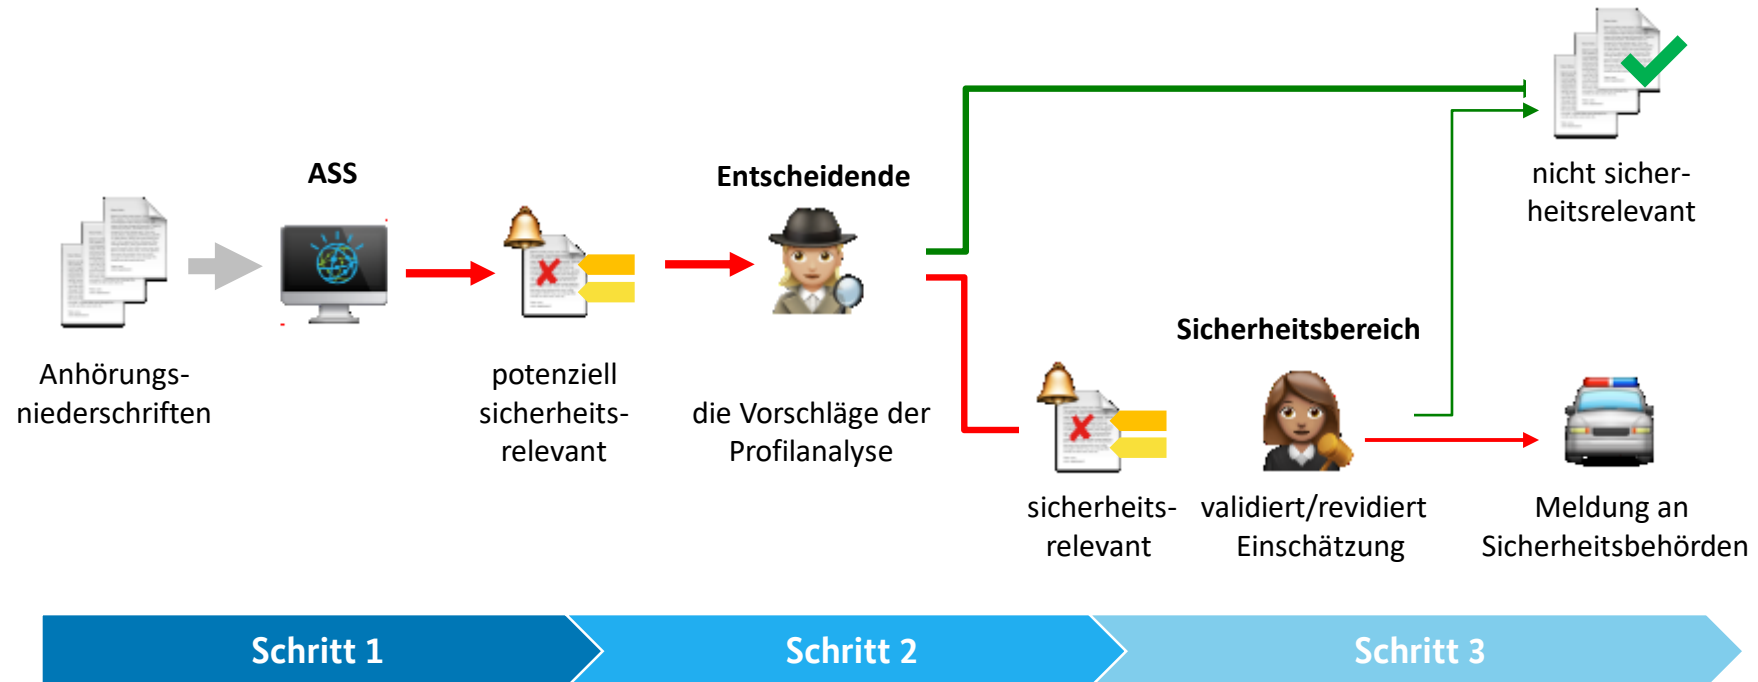 ASS
Anhörungs-
niederschriften
potenziell
sicherheits-
relevant
Entscheidende
die Vorschläge der
Profilanalyse
nicht sicher-
heitsrelevant
Sicherheitsbereich
sicherheits-
relevant
validiert/revidiert
Einschätzung
Meldung an
Sicherheitsbehörden
Schritt 1
Schritt 2
Schritt 3